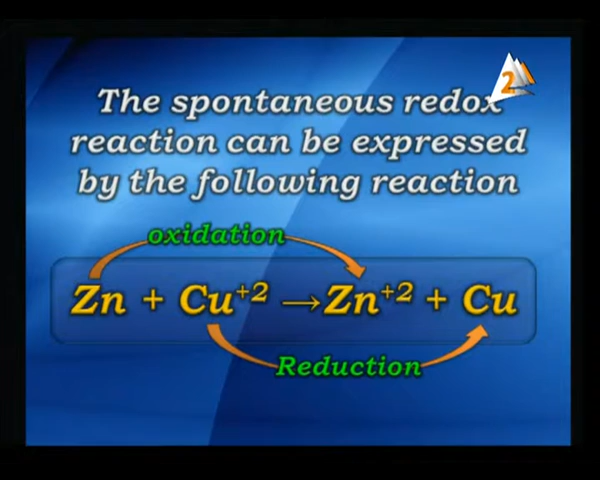 2
The spontaneous redox
reaction can be expressed
by the following reaction
oxidation
Zn + Cu⁺² → Zn⁺² + Cu
Reduction